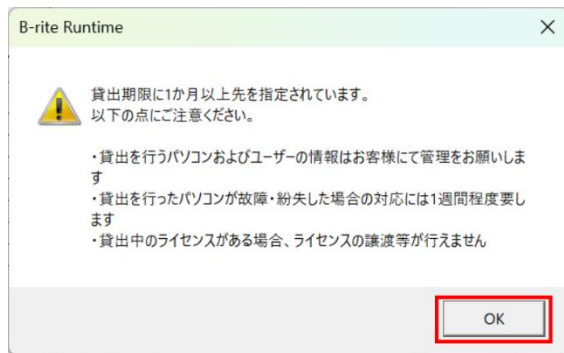 B-rite Runtime
貸出期限に1か月以上先を指定されています。
以下の点にご注意ください。
・貸出を行うパソコンおよびユーザーの情報はお客様にて管理をお願いしま
す
・貸出を行ったパソコンが故障・紛失した場合の対応には1週間程度要し
ます
・貸出中のライセンスがある場合、ライセンスの譲渡等が行えません
OK